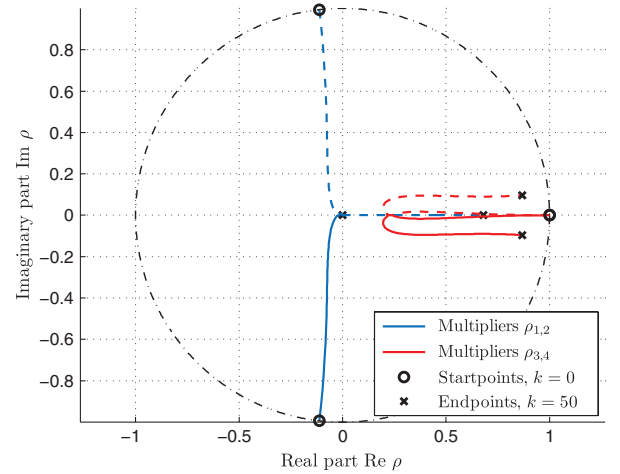 0.8
0.6
0.4
0.2
0
−0.2
−0.4
−0.6
−0.8
Imaginary part Im ρ
−1
−0.5
0
0.5
1
Real part Re ρ
Multipliers ρ1,2
Multipliers ρ3,4
Startpoints, k = 0
Endpoints, k = 50